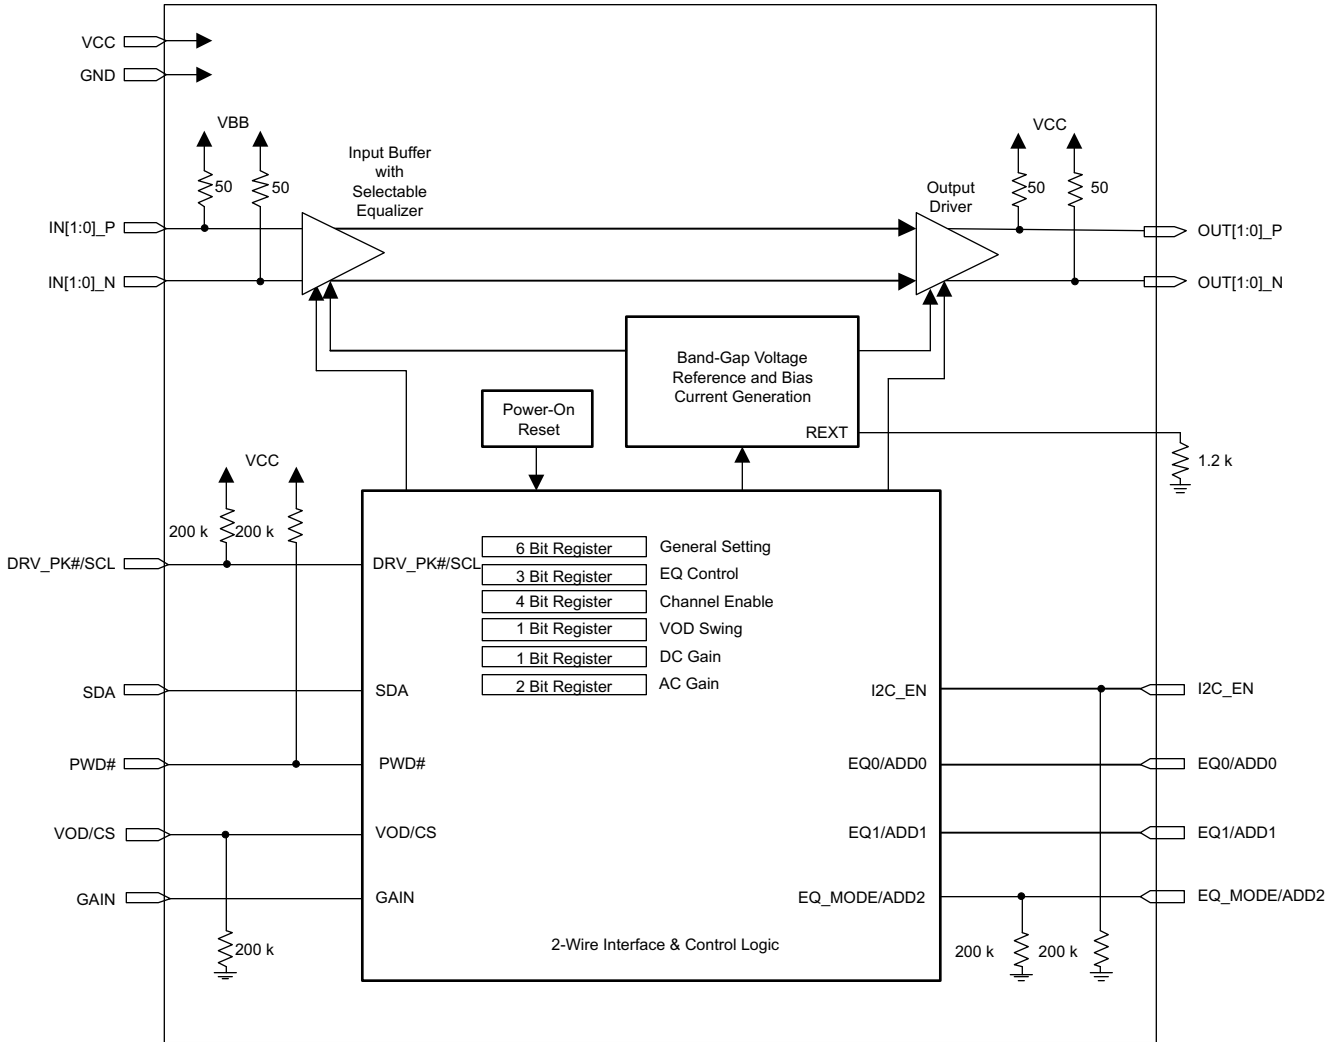 VCC
GND
VBB
VCC
Input Buffer
with
Selectable
Equalizer
50
50
Output
Driver
50
50
IN[1:0]_P
OUT[1:0]_P
IN[1:0]_N
OUT[1:0]_N
Band-Gap Voltage
Reference and Bias
Current Generation
REXT
Power-On
Reset
1.2 k
VCC
200 k
200 k
DRV_PK#/SCL
DRV_PK#/SCL
6 Bit Register
General Setting
3 Bit Register
EQ Control
4 Bit Register
Channel Enable
1 Bit Register
VOD Swing
1 Bit Register
DC Gain
2 Bit Register
AC Gain
SDA
SDA
I2C_EN
I2C_EN
PWD#
PWD#
EQ0/ADD0
EQ0/ADD0
VOD/CS
VOD/CS
EQ1/ADD1
EQ1/ADD1
GAIN
GAIN
EQ_MODE/ADD2
EQ_MODE/ADD2
200 k
2-Wire Interface & Control Logic
200 k
200 k